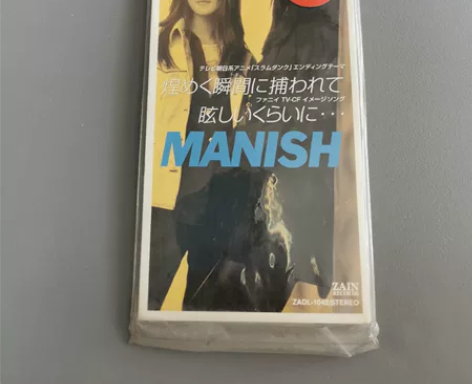 テレビ朝日系アニメ「スラムダンク」エンディングテーマ
煌めく瞬間に捕われて
ファニィ TV-CF イメージソング
眩しいくらいに・・・
MANISH
ZAIN
RECORDS
ZADL-1042 STEREO